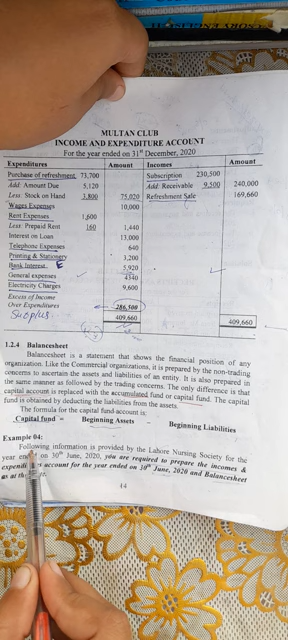 MULTAN CLUB
INCOME AND EXPENDITURE ACCOUNT
For the year ended on 31st December, 2020
Expenditures Amount Incomes Amount
Purchase of refreshment 73,700 Subscription 230,500
Add: Amount Due 5,120 Add: Receivable 9,500 240,000
Less: Stock on Hand 3,800 75,020 Refreshment Sale 169,660
Wages Expenses 10,000
Rent Expenses 1,600
Less: Prepaid Rent 160 1,440
Interest on Loan 13,000
Telephone Expenses 640
Printing & Stationery 3,200
Bank Interest E 5,920
General expenses 4340
Electricity Charges 9,600
Excess of Income
Over Expenditures 286,500
Surplus. 409,660 409,660
1.2.4 Balancesheet
Balancesheet is a statement that shows the financial position of any
organization. Like the Commercial organizations, it is prepared by the non-trading
concerns to ascertain the assets and liabilities of entity. It is also prepared in
the same manner as followed by the trading concerns. The only difference is that
capital account is replaced with the accumulated fund or capital fund. The capital
fund is obtained by deducting the liabilities from the assets.
The formula for the capital fund account is:
Capital fund = Beginning Assets - Beginning Liabilities
Example 04:
Following information is provided by the Lahore Nursing Society for the
year ended on 30th June, 2020, you are required to prepare the incomes &
account for the year ended on 30th June, 2020 and Balancesheet
as at
44